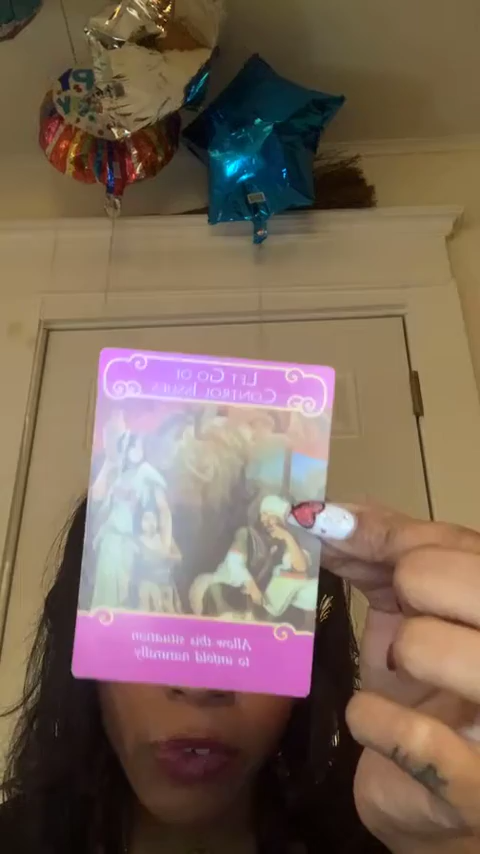 LET GO OF
CONTROL ISSUES
Allow this situation
to unfold naturally